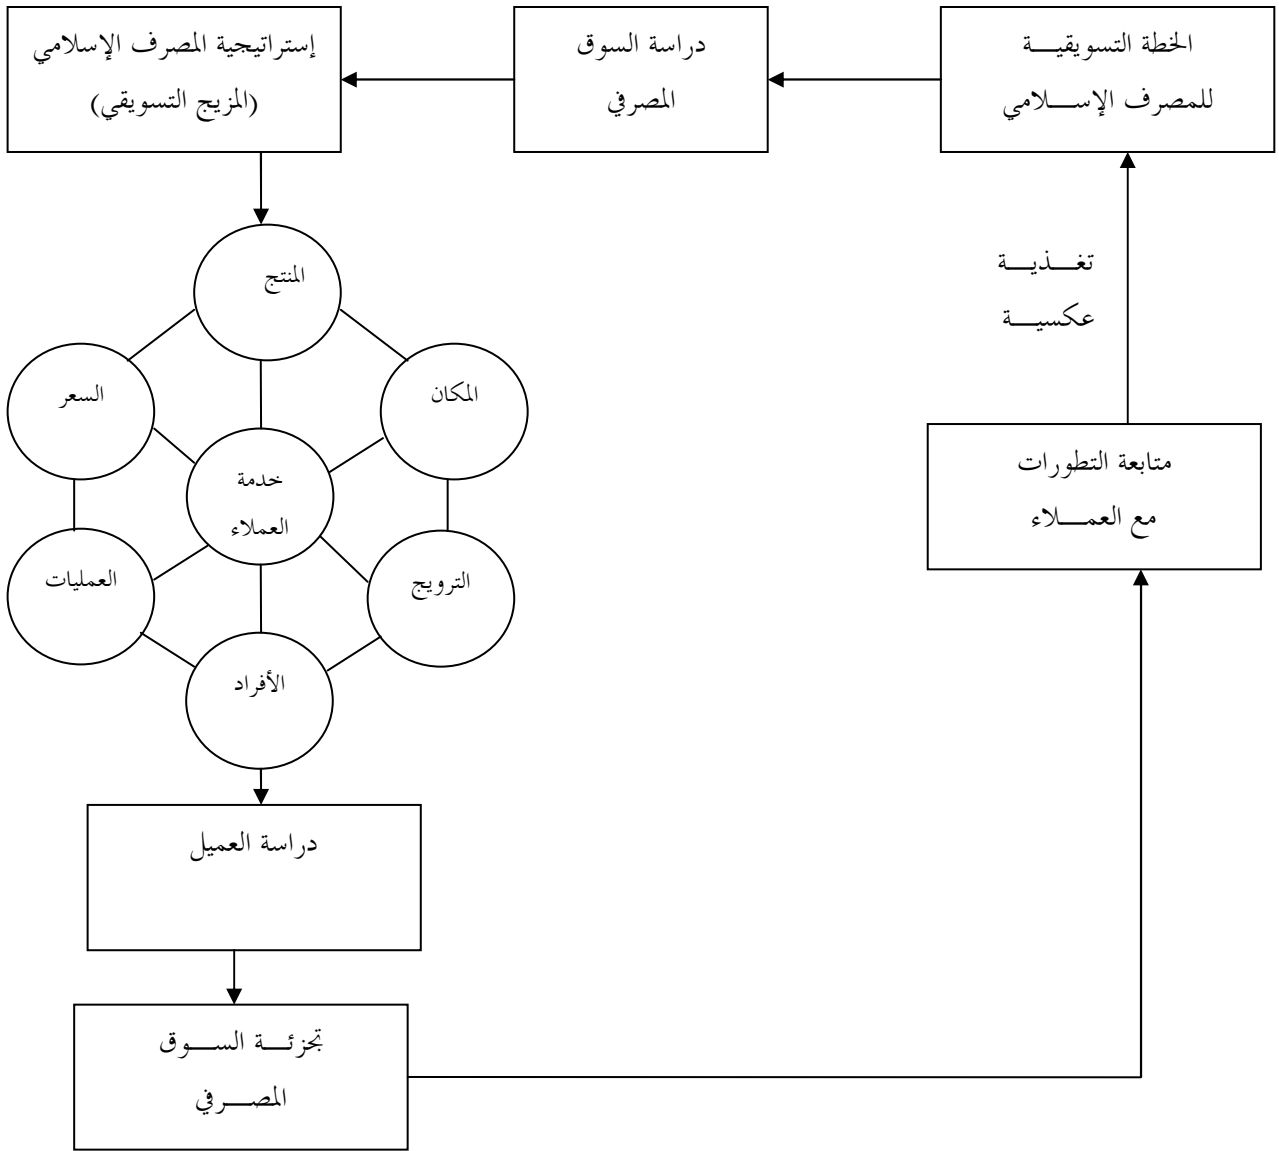 الخطة التسويقيـــة
للمصرف الإســـلامي
دراسة السوق
المصرفي
إستراتيجية المصرف الإسلامي
(المزيج التسويقي)
المنتج
المكان
السعر
خدمة
العملاء
الترويج
العمليات
الأفراد
دراسة العميل
تجزئـــة الســـوق
المصـــرفي
متابعة التطورات
مع العمـــلاء
تغـــذيـــة
عكسيـــة